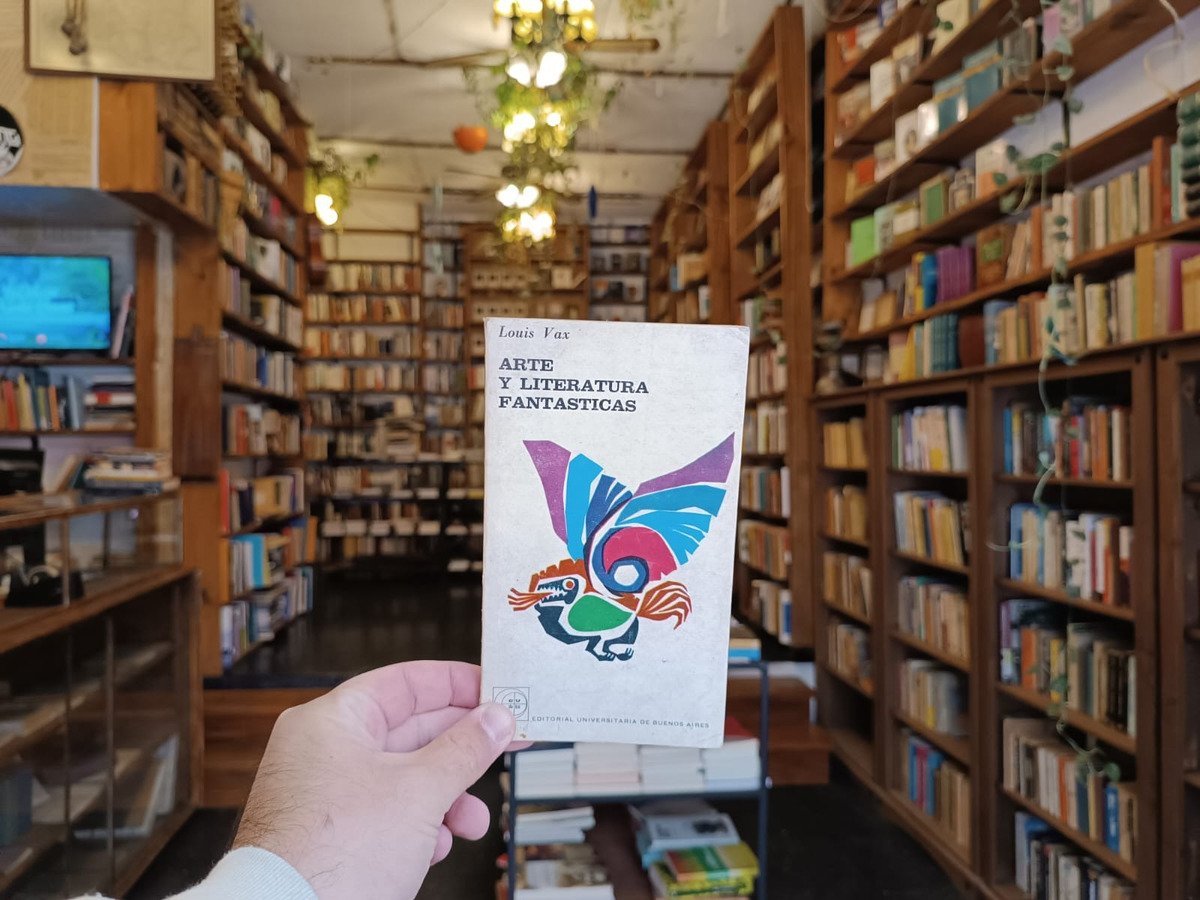 Louis Vax
ARTE
Y LITERATURA
FANTASTICAS
EDITORIAL UNIVERSITARIA DE BUENOS AIRES